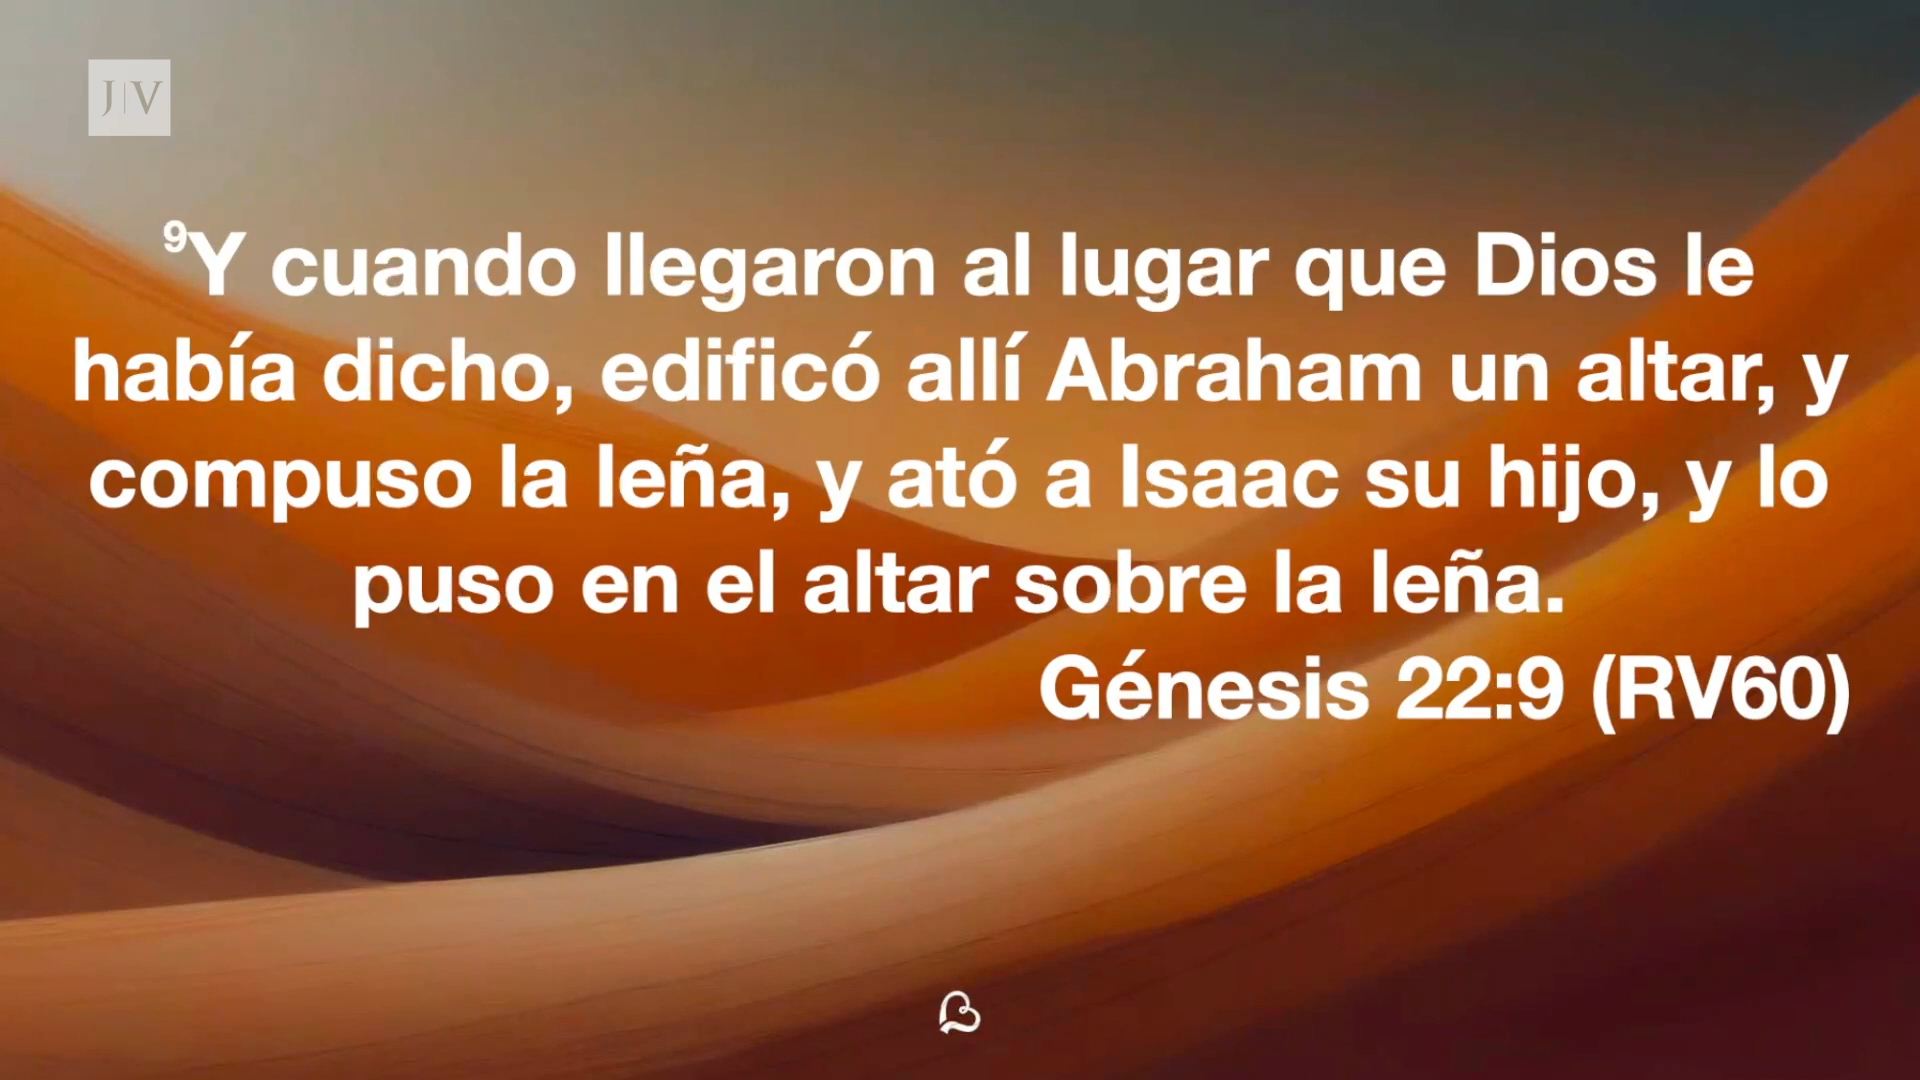 J|V
⁹Y cuando llegaron al lugar que Dios le
había dicho, edificó allí Abraham un altar, y
compuso la leña, y ató a Isaac su hijo, y lo
puso en el altar sobre la leña.
Génesis 22:9 (RV60)